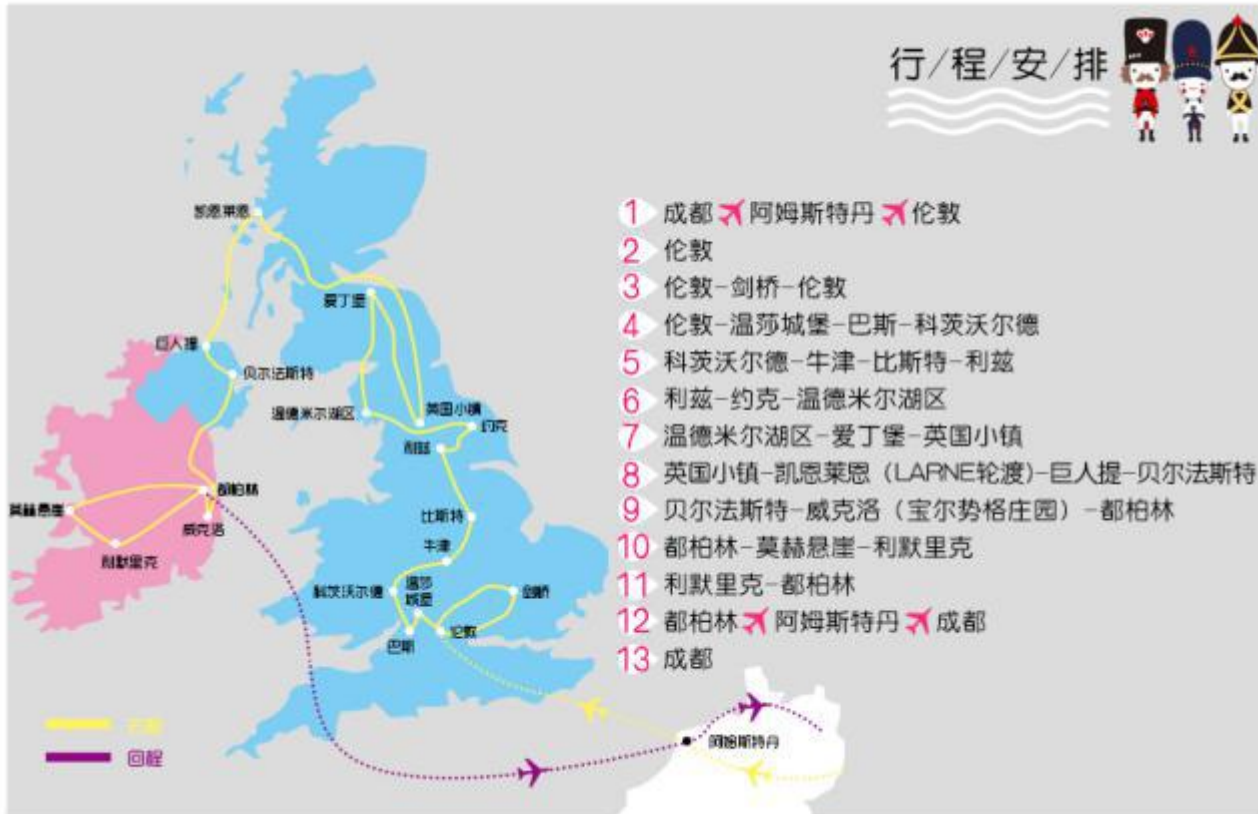 行/程/安/排
1 成都 阿姆斯特丹 伦敦
2 伦敦
3 伦敦-剑桥-伦敦
4 伦敦-温莎城堡-巴斯-科茨沃尔德
5 科茨沃尔德-牛津-比斯特-利兹
6 利兹-约克-温德米尔湖区
7 温德米尔湖区-爱丁堡-英国小镇
8 英国小镇-凯恩莱恩（LARNE轮渡）-巨人提-贝尔法斯特
9 贝尔法斯特-威克洛（宝尔势格庄园）-都柏林
10 都柏林-莫赫悬崖-利默里克
11 利默里克-都柏林
12 都柏林 阿姆斯特丹 成都
13 成都
凯恩莱恩
爱丁堡
巨人提
贝尔法斯特
温德米尔湖区
英国小镇
约克
利兹
都柏林
莫赫悬崖
威克洛
利默里克
比斯特
牛津
科茨沃尔德
温莎
城堡
剑桥
巴斯
伦敦
阿姆斯特丹
回程